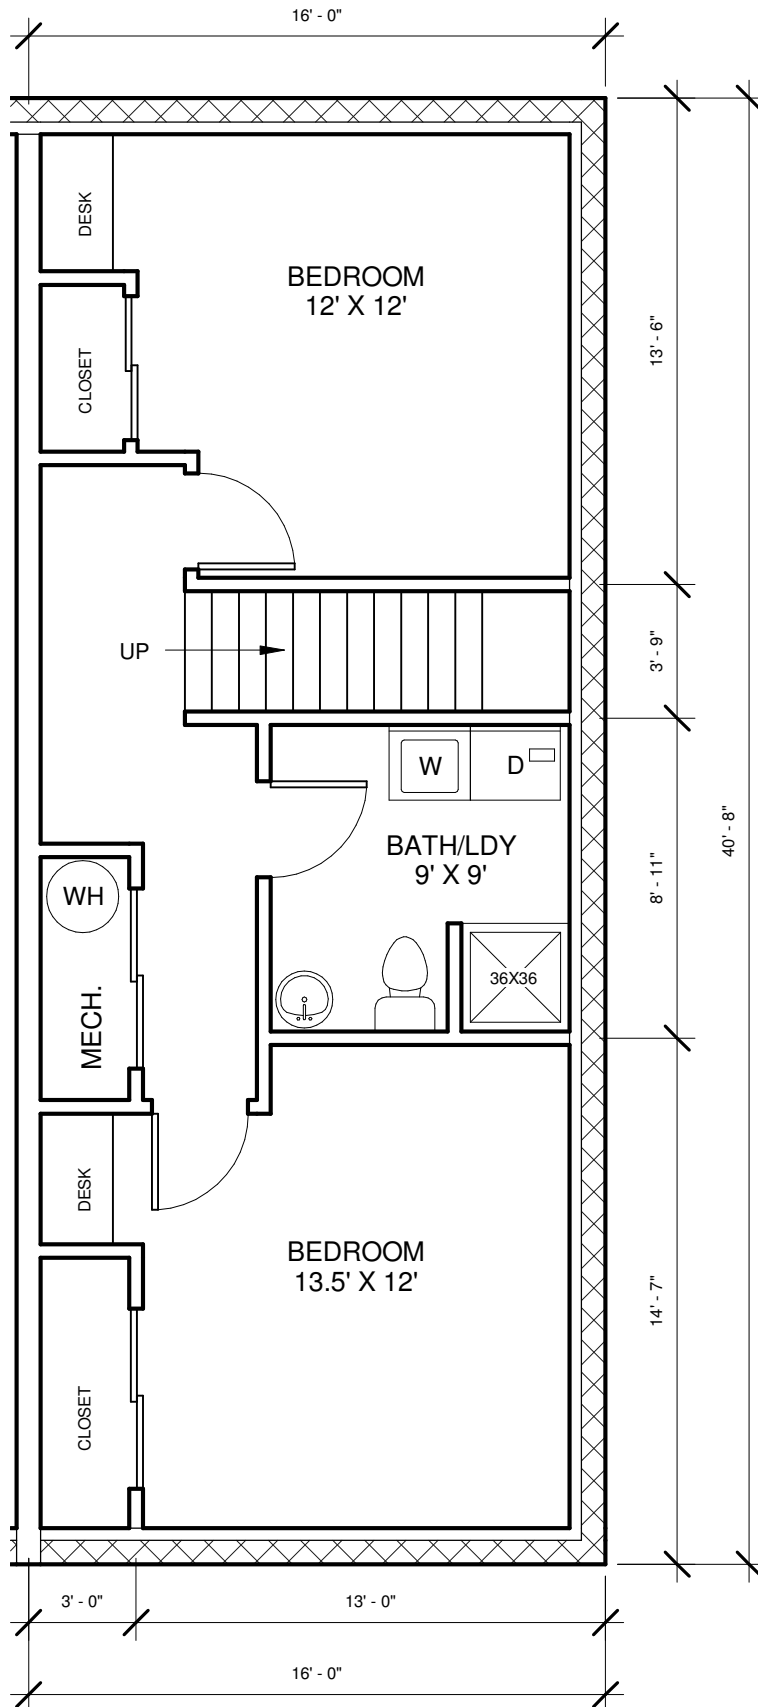 16' - 0"
DESK
BEDROOM
12' X 12'
13' - 6"
CLOSET
UP
3' - 9"
W
D
BATH/LDY
9' X 9'
40' - 8"
8' - 11"
WH
36X36
MECH.
DESK
BEDROOM
13.5' X 12'
14' - 7"
CLOSET
3' - 0"
13' - 0"
16' - 0"